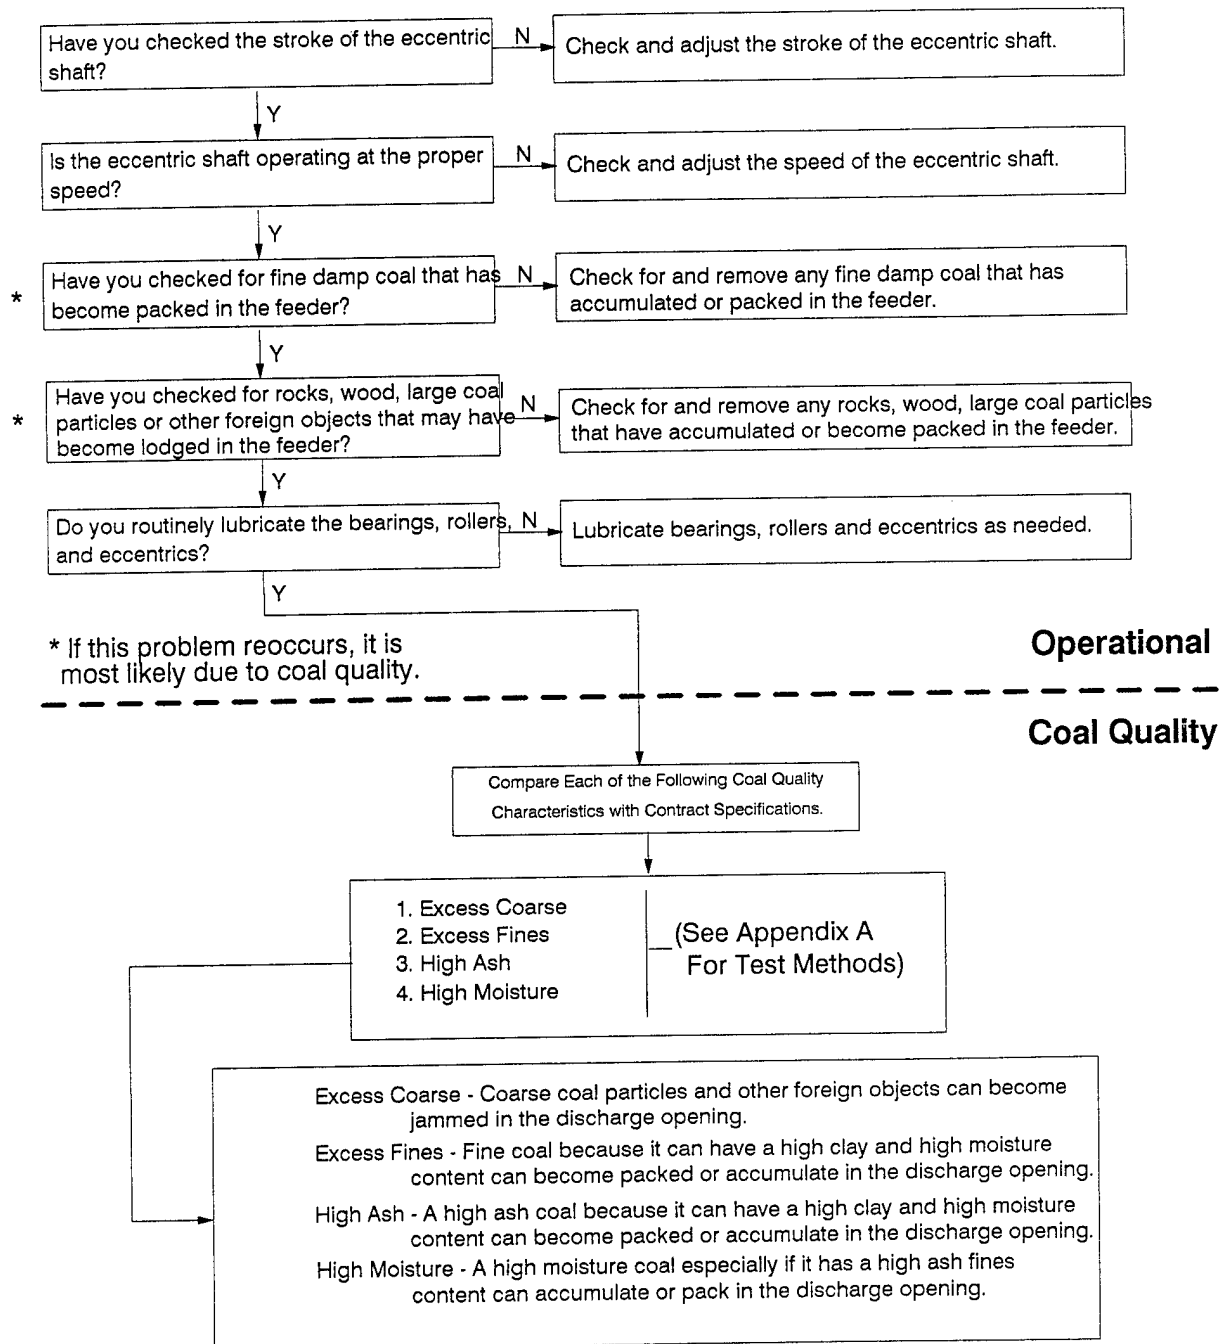 Have you checked the stroke of the eccentric
shaft?
N
Check and adjust the stroke of the eccentric shaft.
Y
Is the eccentric shaft operating at the proper
speed?
N
Check and adjust the speed of the eccentric shaft.
Y
*
Have you checked for fine damp coal that has
become packed in the feeder?
N
Check for and remove any fine damp coal that has
accumulated or packed in the feeder.
Y
*
Have you checked for rocks, wood, large coal
particles or other foreign objects that may have
become lodged in the feeder?
N
Check for and remove any rocks, wood, large coal particles
that have accumulated or become packed in the feeder.
Y
Do you routinely lubricate the bearings, rollers,
and eccentrics?
N
Lubricate bearings, rollers and eccentrics as needed.
Y
* If this problem reoccurs, it is
most likely due to coal quality.
Operational
Coal Quality
Compare Each of the Following Coal Quality
Characteristics with Contract Specifications.
1. Excess Coarse
2. Excess Fines
3. High Ash
4. High Moisture
(See Appendix A
For Test Methods)
Excess Coarse - Coarse coal particles and other foreign objects can become
jammed in the discharge opening.
Excess Fines - Fine coal because it can have a high clay and high moisture
content can become packed or accumulate in the discharge opening.
High Ash - A high ash coal because it can have a high clay and high moisture
content can become packed or accumulate in the discharge opening.
High Moisture - A high moisture coal especially if it has a high ash fines
content can accumulate or pack in the discharge opening.